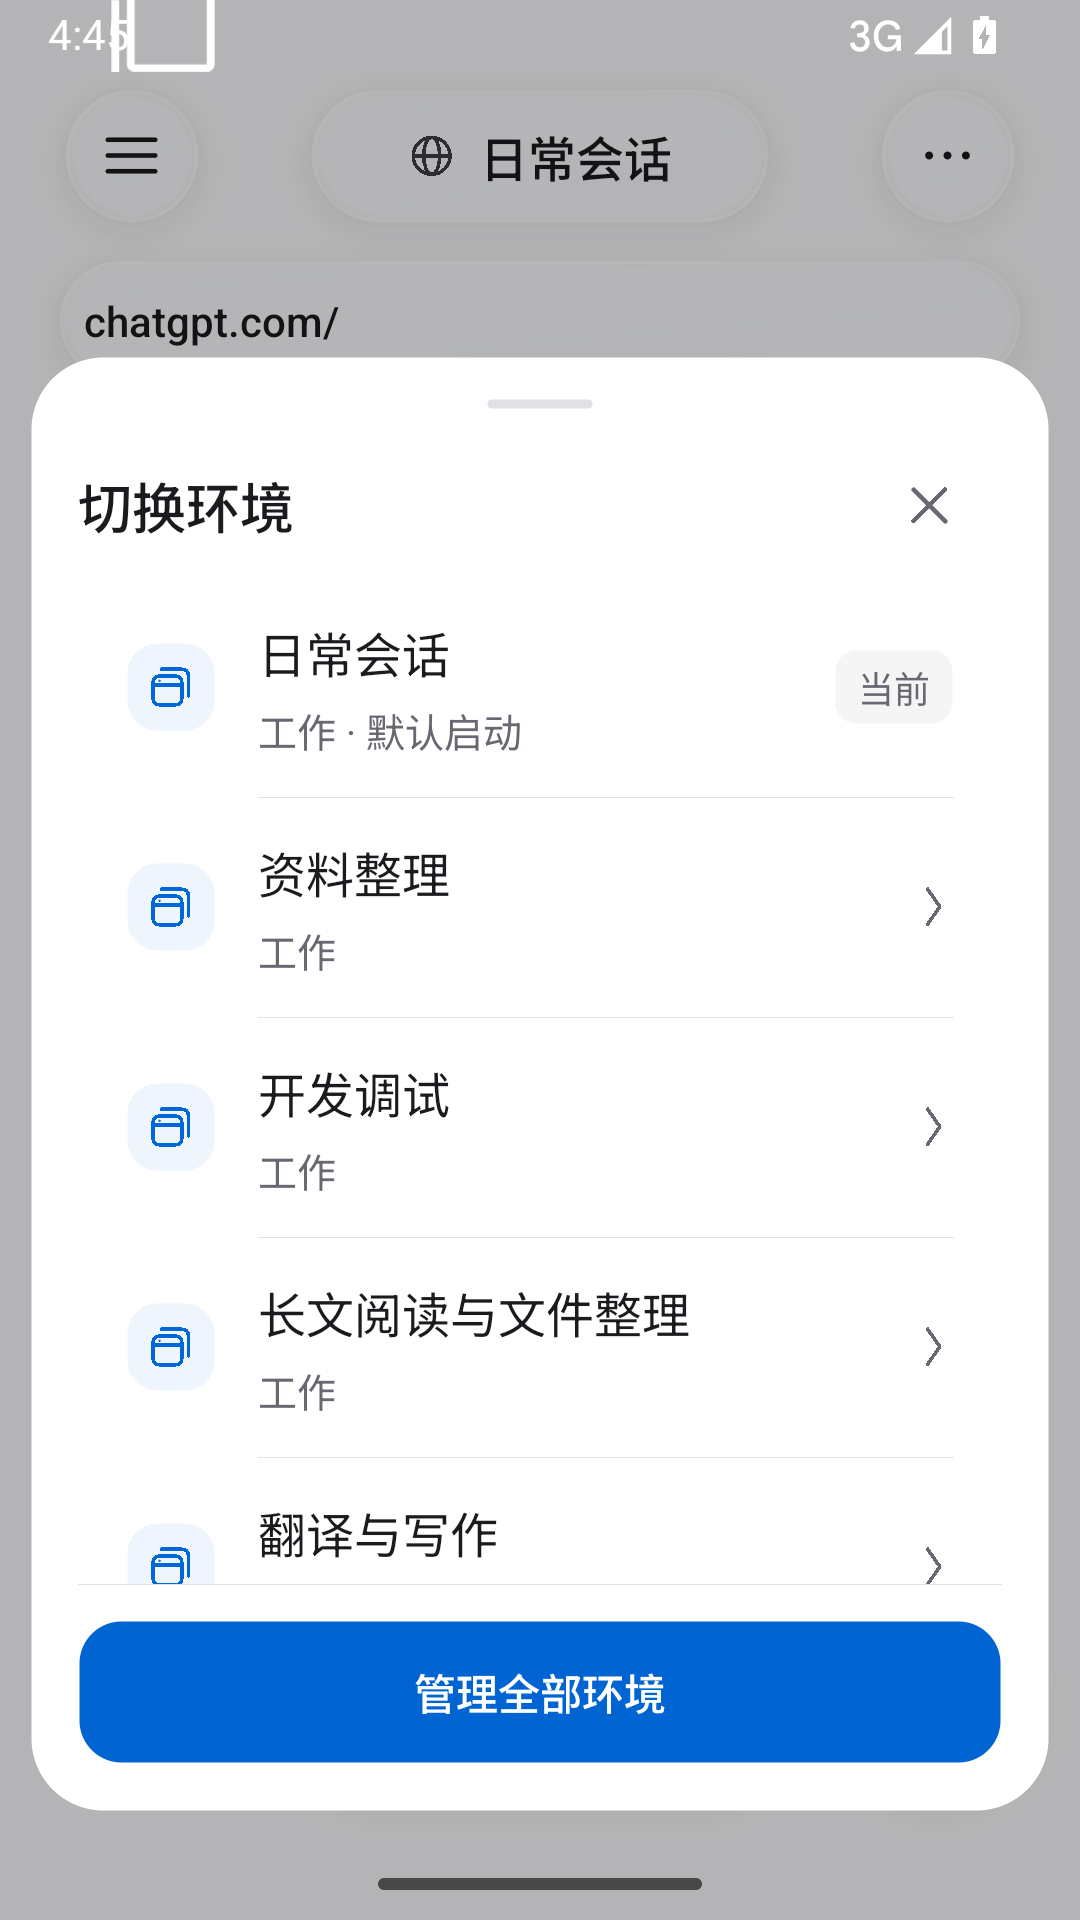 4:45
3G
日常会话
chatgpt.com/
切换环境
日常会话
当前
工作 · 默认启动
资料整理
工作
开发调试
工作
长文阅读与文件整理
工作
翻译与写作
管理全部环境